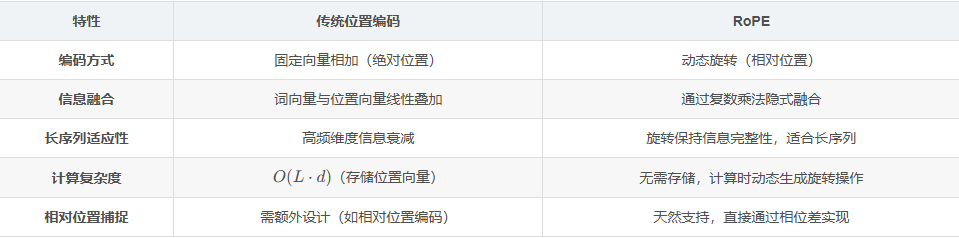 特性 传统位置编码 RoPE
编码方式 固定向量相加（绝对位置） 动态旋转（相对位置）
信息融合 词向量与位置向量线性叠加 通过复数乘法隐式融合
长序列适应性 高频维度信息衰减 旋转保持信息完整性，适合长序列
计算复杂度 O(L · d)（存储位置向量） 无需存储，计算时动态生成旋转操作
相对位置捕捉 需额外设计（如相对位置编码） 天然支持，直接通过相位差实现